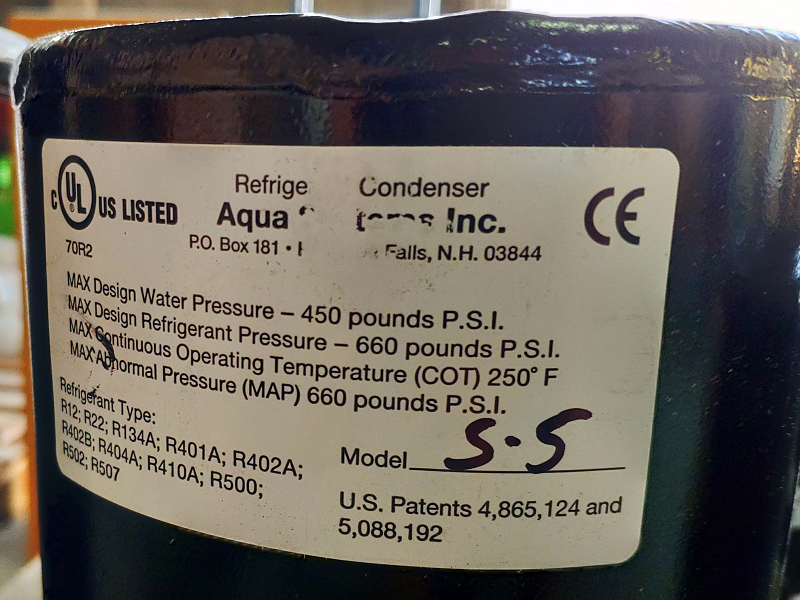 C UL ® US LISTED
70R2
Refrige Condenser
Aqua Inc.
P.O. Box 181 • Falls, N.H. 03844
CE
MAX Design Water Pressure – 450 pounds P.S.I.
MAX Design Refrigerant Pressure – 660 pounds P.S.I.
MAX Continuous Operating Temperature (COT) 250° F
MAX Abnormal Pressure (MAP) 660 pounds P.S.I.
Refrigerant Type:
R12; R22; R134A; R401A; R402A;
R402B; R404A; R410A; R500;
R502; R507
Model S-5
U.S. Patents 4,865,124 and
5,088,192